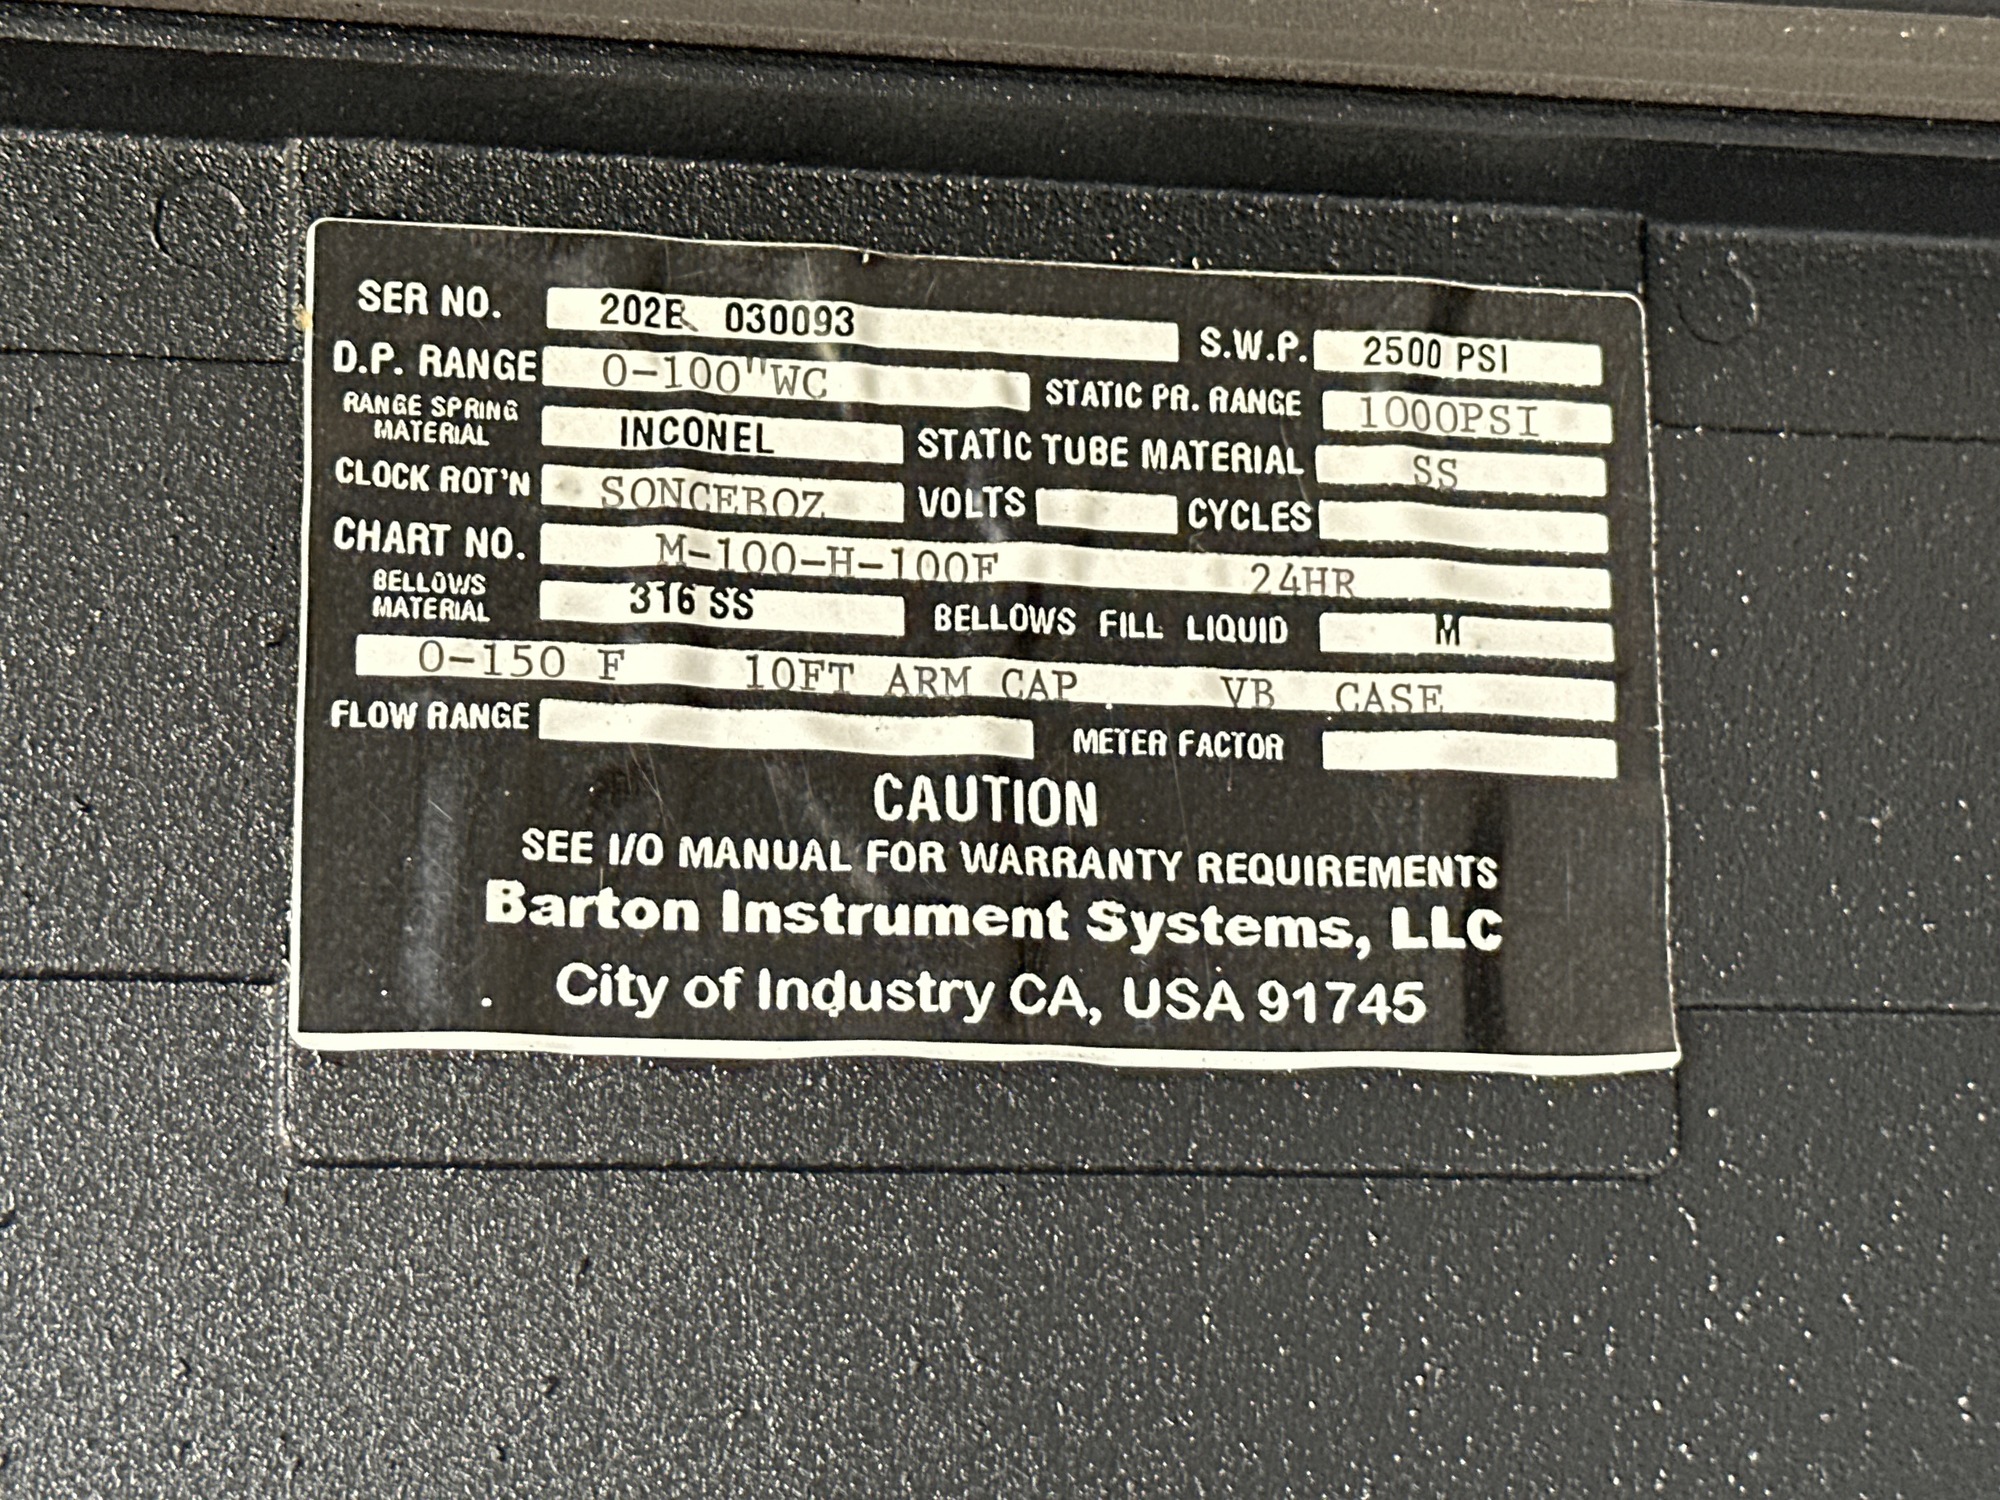 SER NO. 202E 030093 S.W.P. 2500 PSI
D.P. RANGE 0-100"WC STATIC PR. RANGE 1000PSI
RANGE SPRING MATERIAL INCONEL STATIC TUBE MATERIAL SS
CLOCK ROT'N SONCEBOZ VOLTS CYCLES
CHART NO. M-100-H-100F 24HR
BELLOWS MATERIAL 316 SS BELLOWS FILL LIQUID M
0-150 F 10FT ARM CAP VB CASE
FLOW RANGE METER FACTOR
CAUTION
SEE I/O MANUAL FOR WARRANTY REQUIREMENTS
Barton Instrument Systems, LLC
City of Industry CA, USA 91745